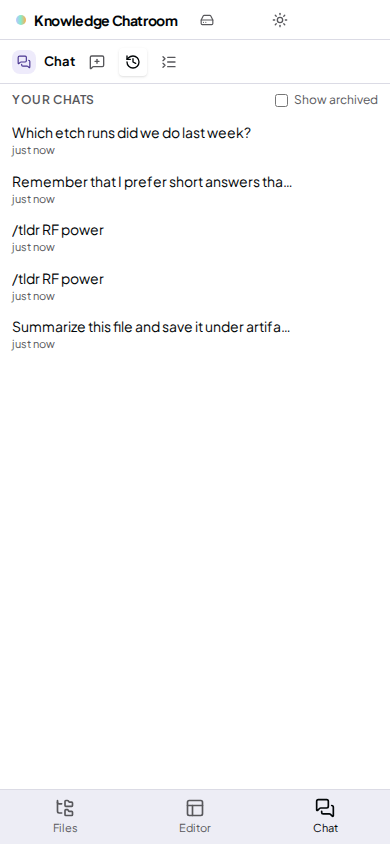 Knowledge Chatroom
Chat
YOUR CHATS
Show archived
Which etch runs did we do last week?
just now
Remember that I prefer short answers tha...
just now
/tldr RF power
just now
/tldr RF power
just now
Summarize this file and save it under artifa...
just now
Files
Editor
Chat